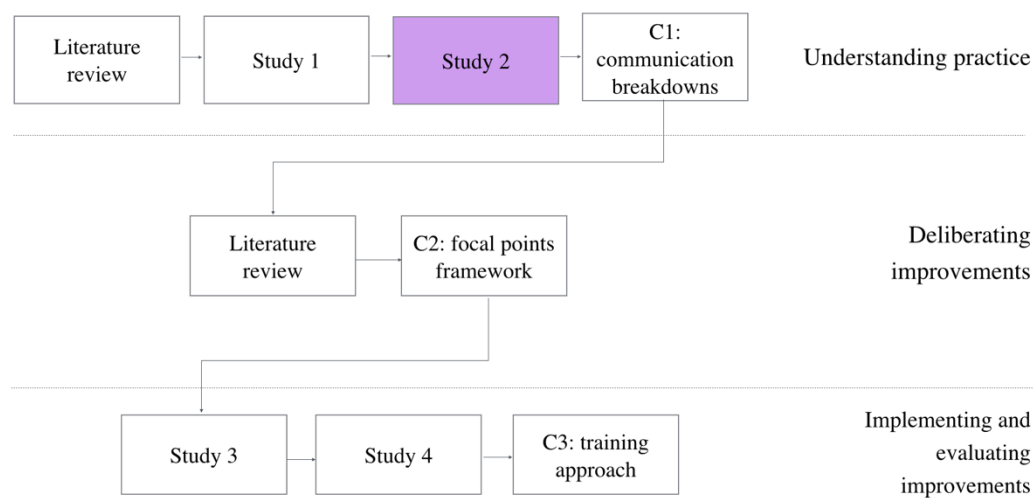 Literature
review
Study 1
Study 2
C1:
communication
breakdowns
Understanding practice
Literature
review
C2: focal points
framework
Deliberating
improvements
Study 3
Study 4
C3: training
approach
Implementing and
evaluating
improvements